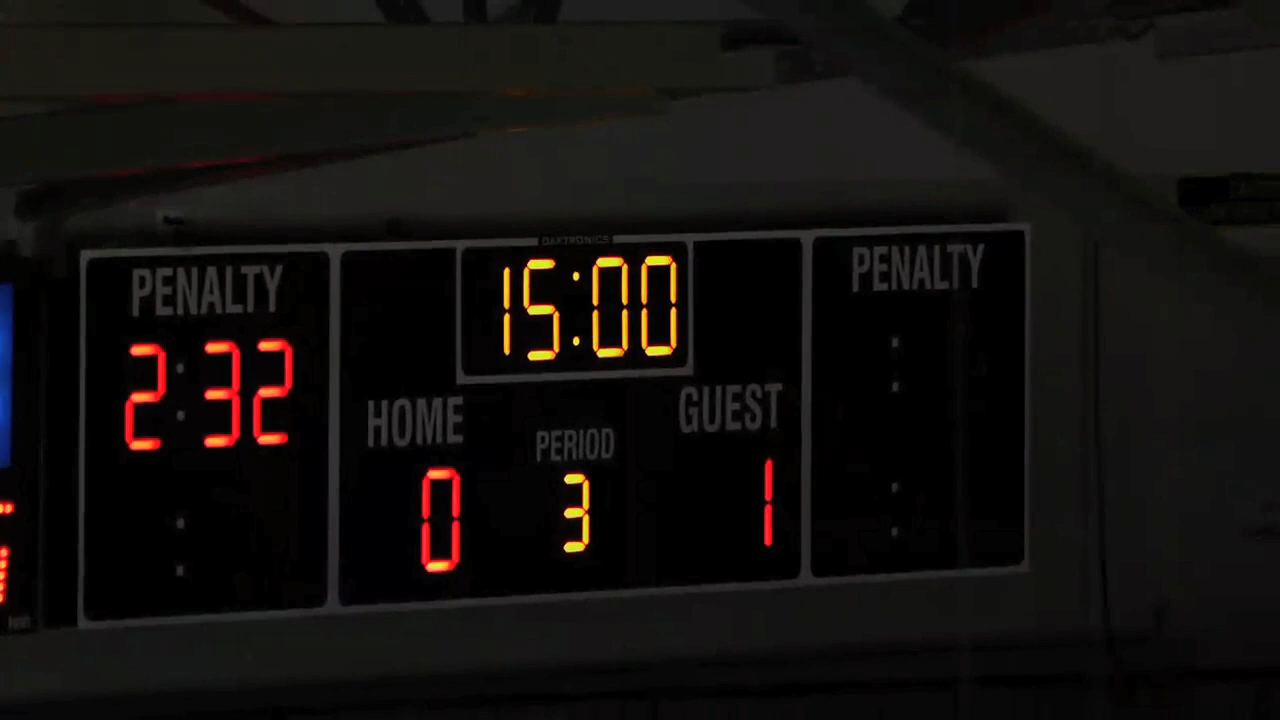 DAKTRONICS
PENALTY
15:00
PENALTY
2:32
HOME
PERIOD
GUEST
0
3
1